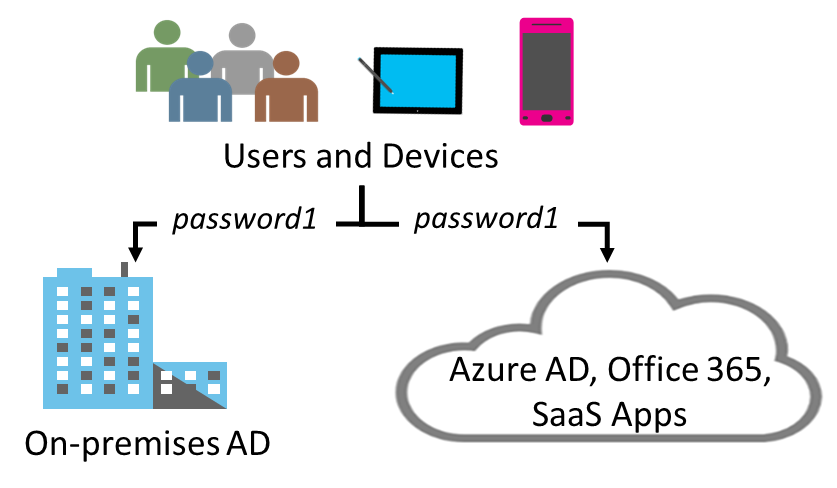 Users and Devices
password1
password1
Azure AD, Office 365,
SaaS Apps
On-premises AD